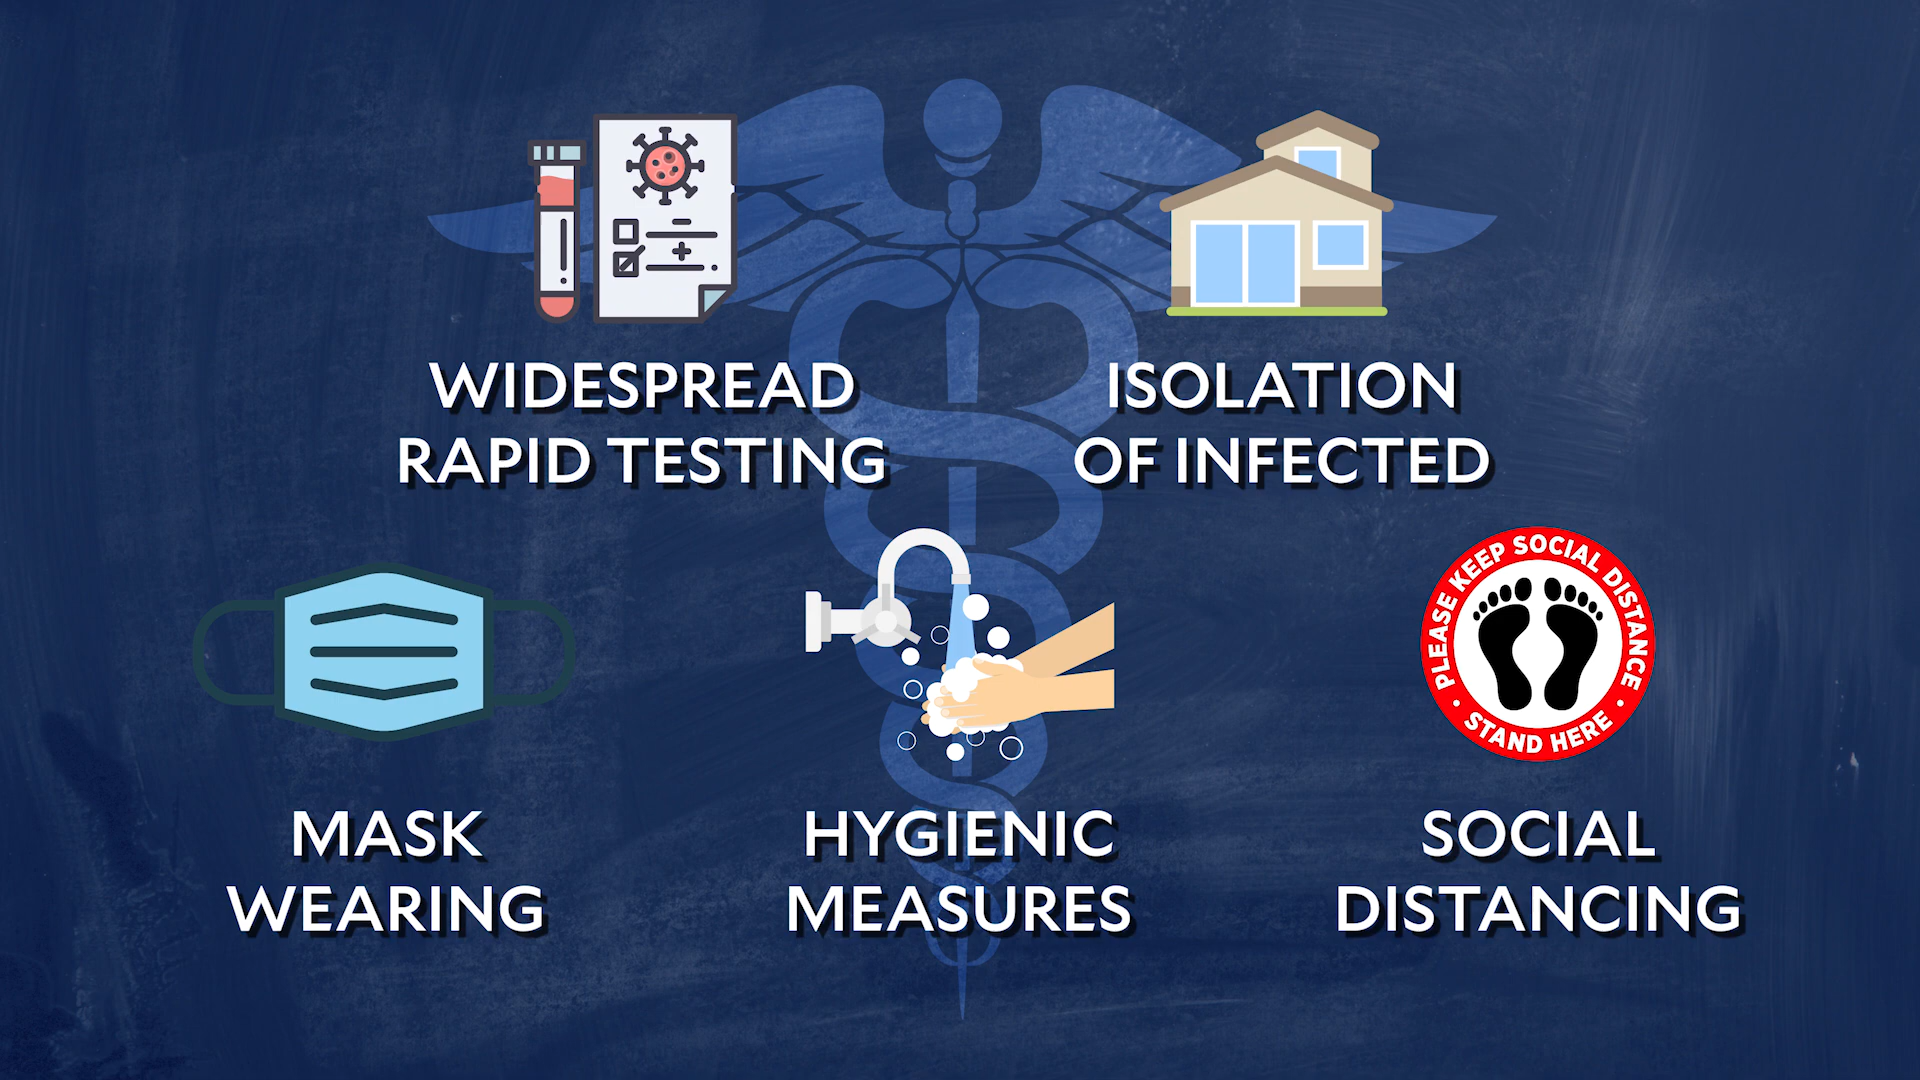 WIDESPREAD
RAPID TESTING
ISOLATION
OF INFECTED
PLEASE KEEP SOCIAL DISTANCE
• STAND HERE •
MASK
WEARING
HYGIENIC
MEASURES
SOCIAL
DISTANCING